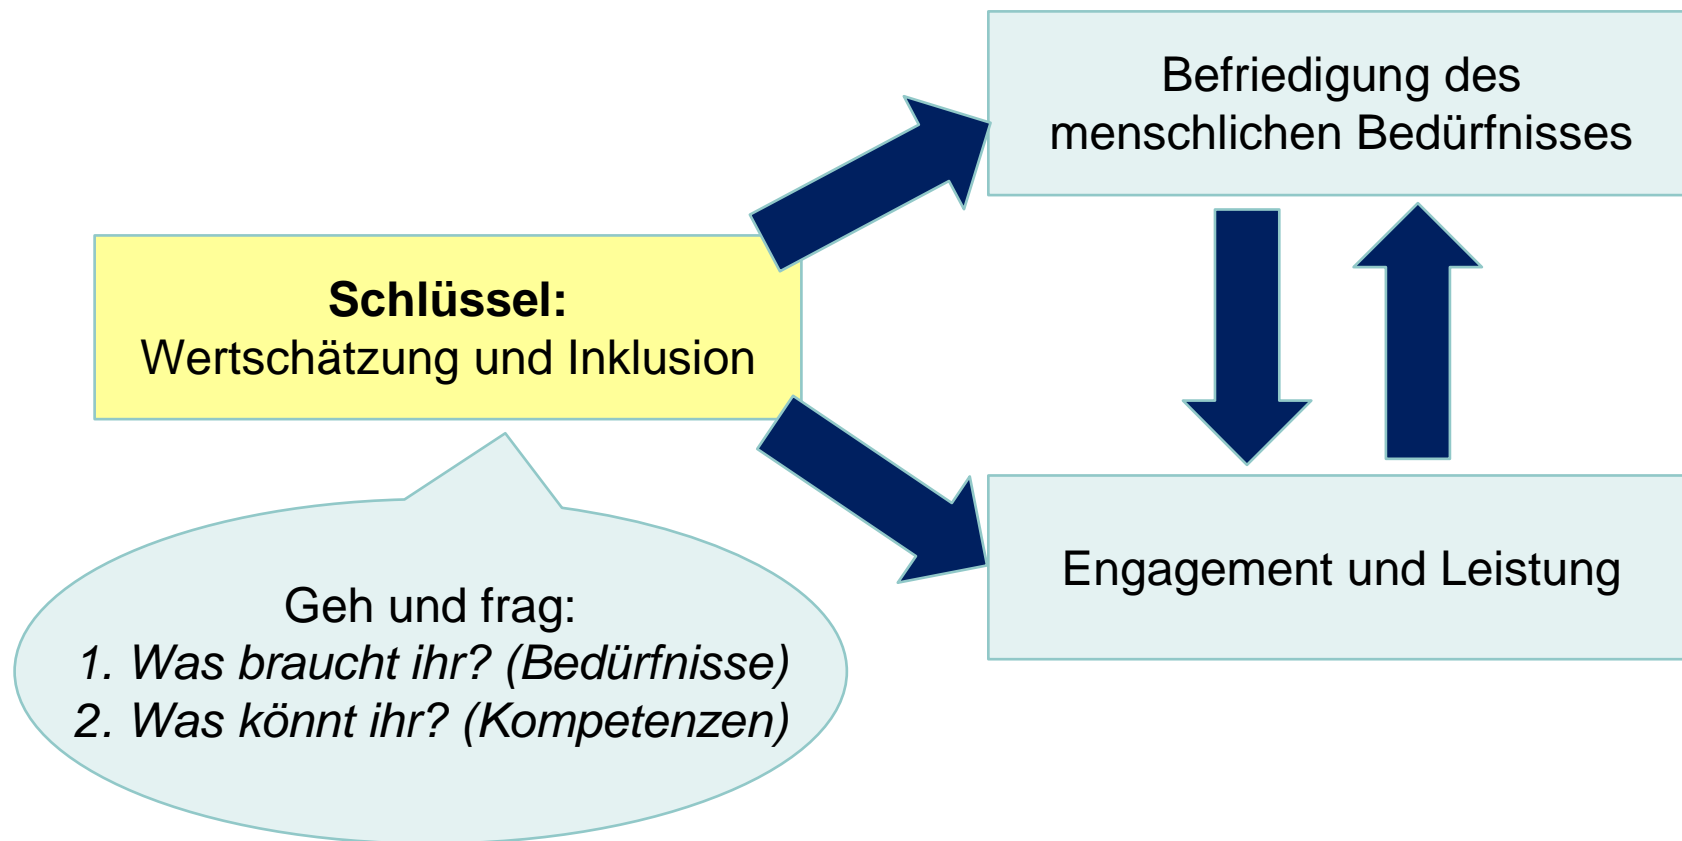 Befriedigung des
menschlichen Bedürfnisses
Schlüssel:
Wertschätzung und Inklusion
Engagement und Leistung
Geh und frag:
1. Was braucht ihr? (Bedürfnisse)
2. Was könnt ihr? (Kompetenzen)